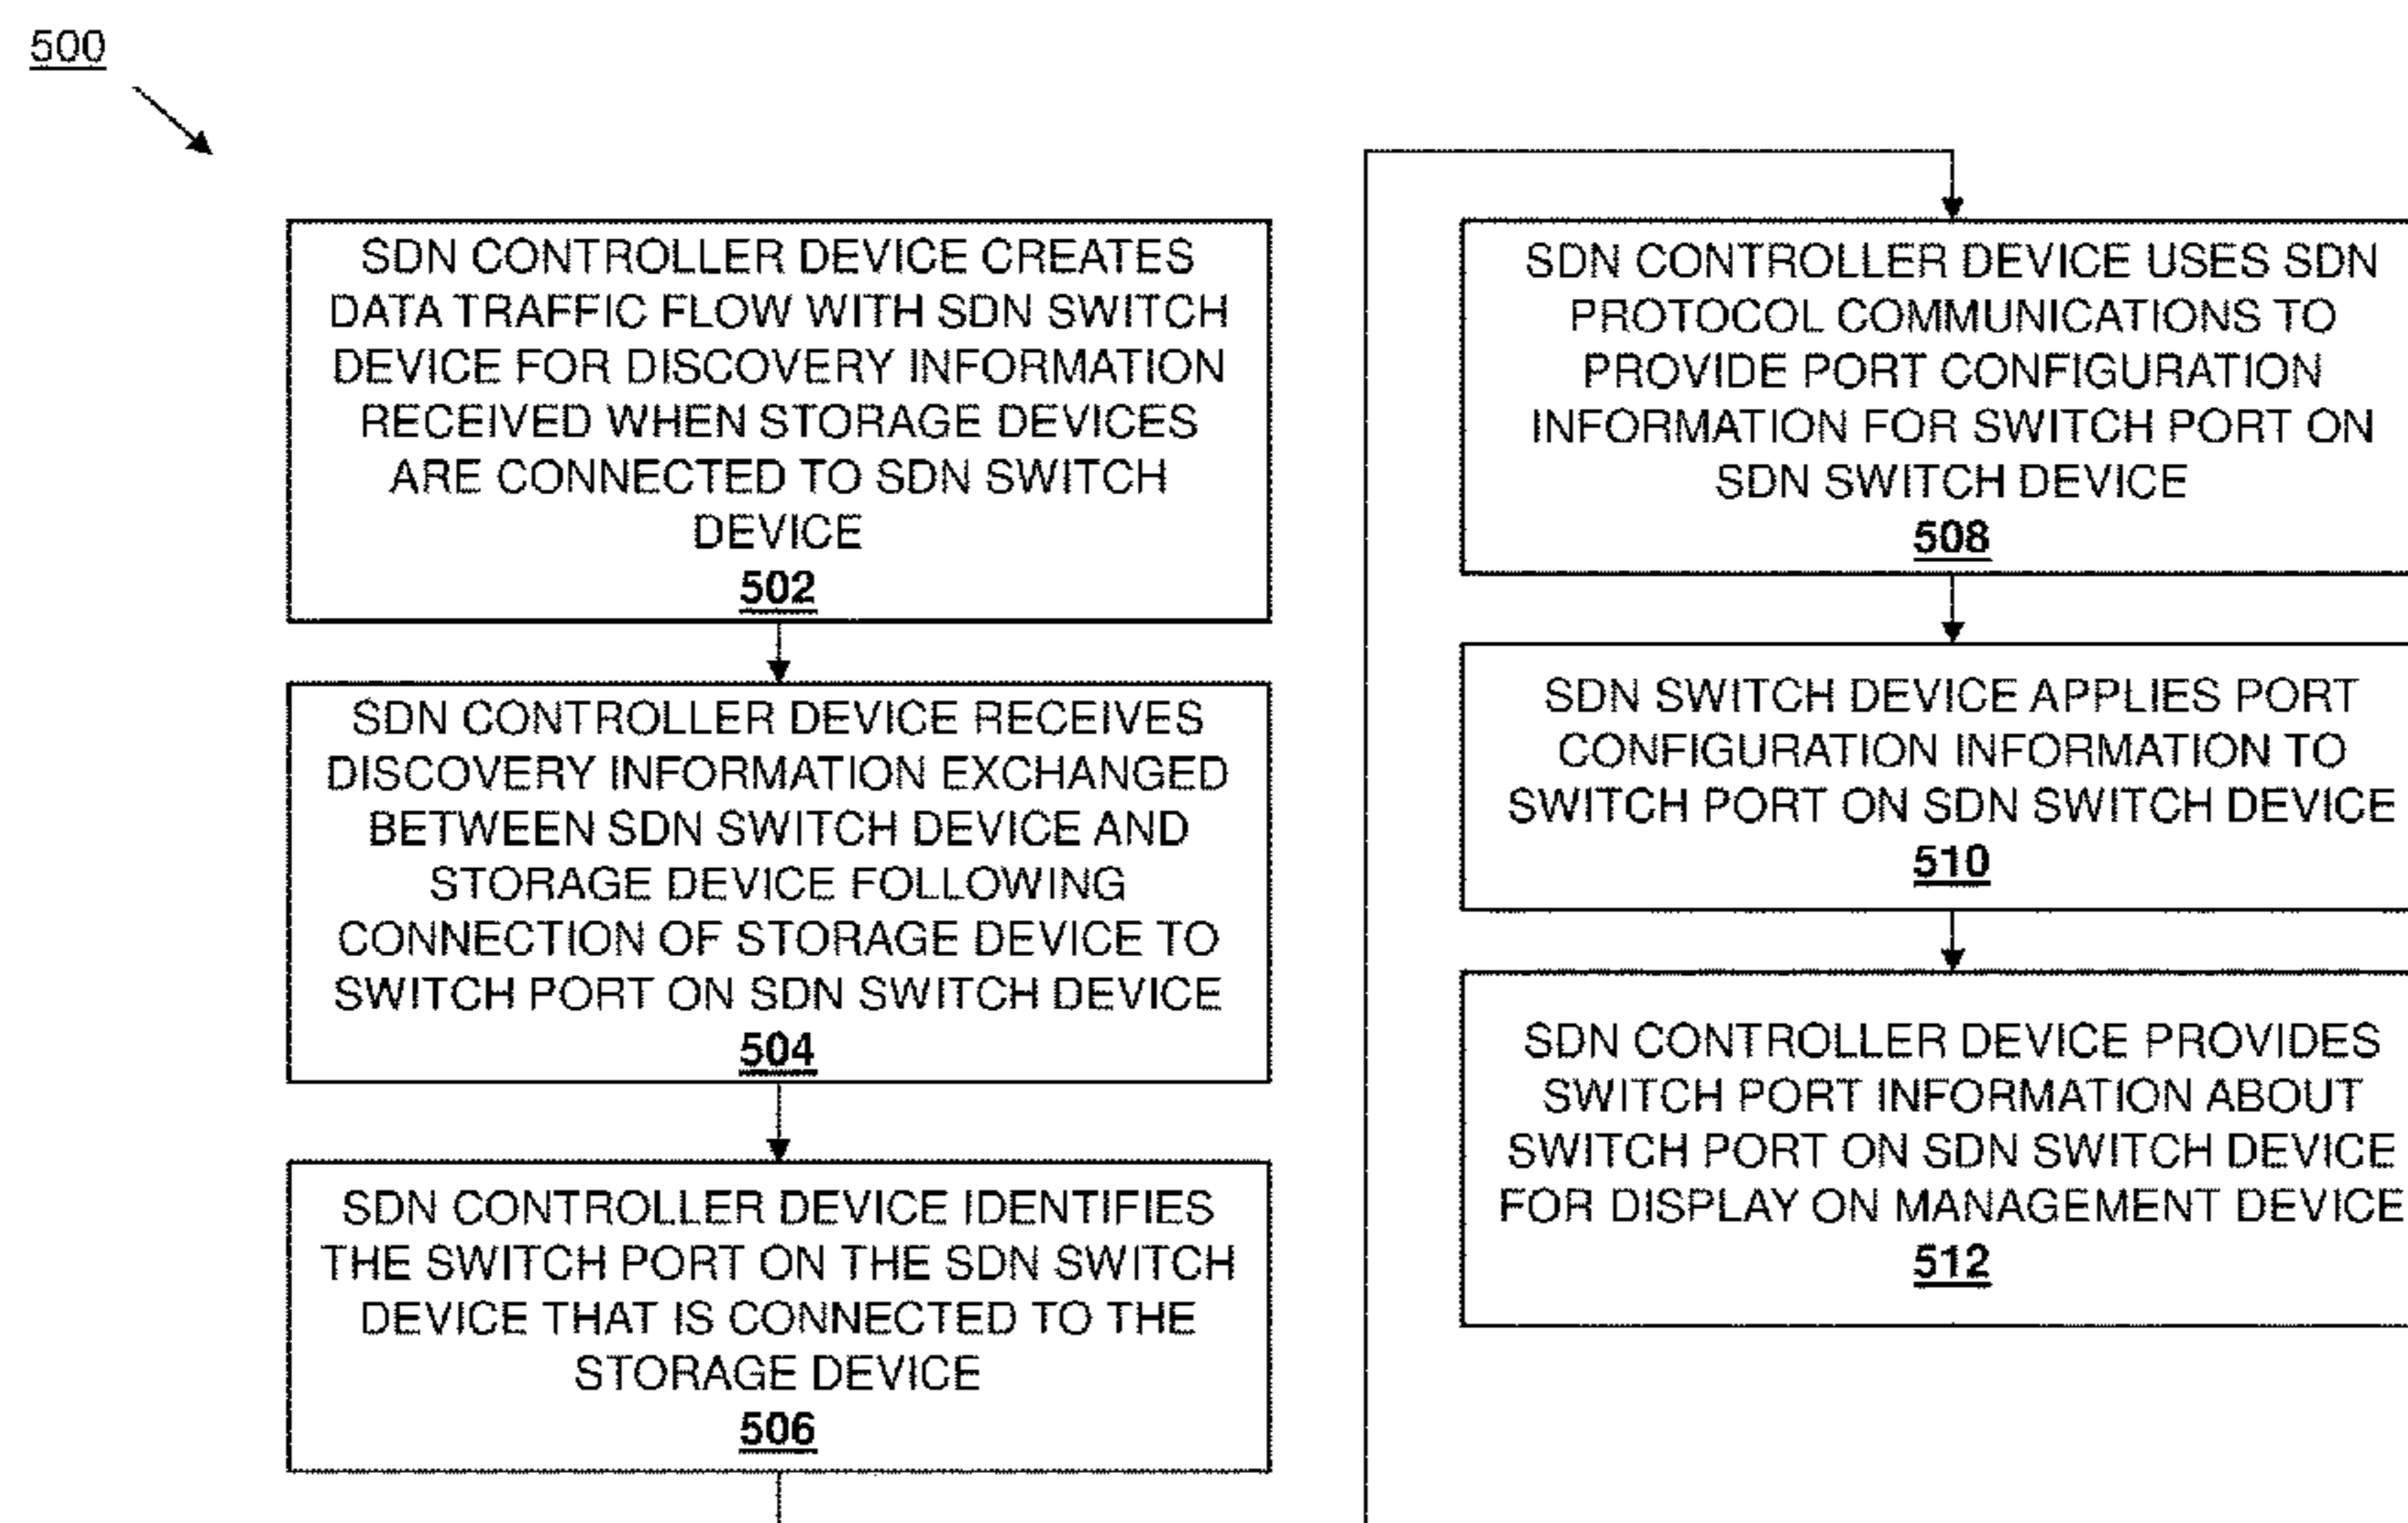 500
SDN CONTROLLER DEVICE CREATES
DATA TRAFFIC FLOW WITH SDN SWITCH
DEVICE FOR DISCOVERY INFORMATION
RECEIVED WHEN STORAGE DEVICES
ARE CONNECTED TO SDN SWITCH
DEVICE
502
SDN CONTROLLER DEVICE RECEIVES
DISCOVERY INFORMATION EXCHANGED
BETWEEN SDN SWITCH DEVICE AND
STORAGE DEVICE FOLLOWING
CONNECTION OF STORAGE DEVICE TO
SWITCH PORT ON SDN SWITCH DEVICE
504
SDN CONTROLLER DEVICE IDENTIFIES
THE SWITCH PORT ON THE SDN SWITCH
DEVICE THAT IS CONNECTED TO THE
STORAGE DEVICE
506
SDN CONTROLLER DEVICE USES SDN
PROTOCOL COMMUNICATIONS TO
PROVIDE PORT CONFIGURATION
INFORMATION FOR SWITCH PORT ON
SDN SWITCH DEVICE
508
SDN SWITCH DEVICE APPLIES PORT
CONFIGURATION INFORMATION TO
SWITCH PORT ON SDN SWITCH DEVICE
510
SDN CONTROLLER DEVICE PROVIDES
SWITCH PORT INFORMATION ABOUT
SWITCH PORT ON SDN SWITCH DEVICE
FOR DISPLAY ON MANAGEMENT DEVICE
512